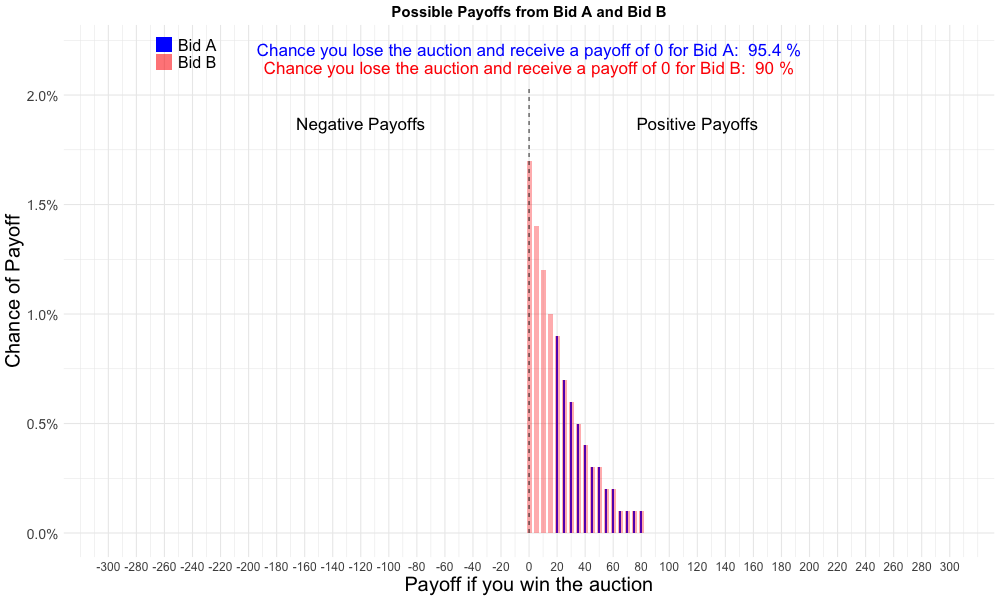 Possible Payoffs from Bid A and Bid B
Bid A
Bid B
Chance you lose the auction and receive a payoff of 0 for Bid A:  95.4 %
Chance you lose the auction and receive a payoff of 0 for Bid B:  90 %
Negative Payoffs
Positive Payoffs
Chance of Payoff
2.0%
1.5%
1.0%
0.5%
0.0%
-300 -280 -260 -240 -220 -200 -180 -160 -140 -120 -100 -80 -60 -40 -20 0 20 40 60 80 100 120 140 160 180 200 220 240 260 280 300
Payoff if you win the auction